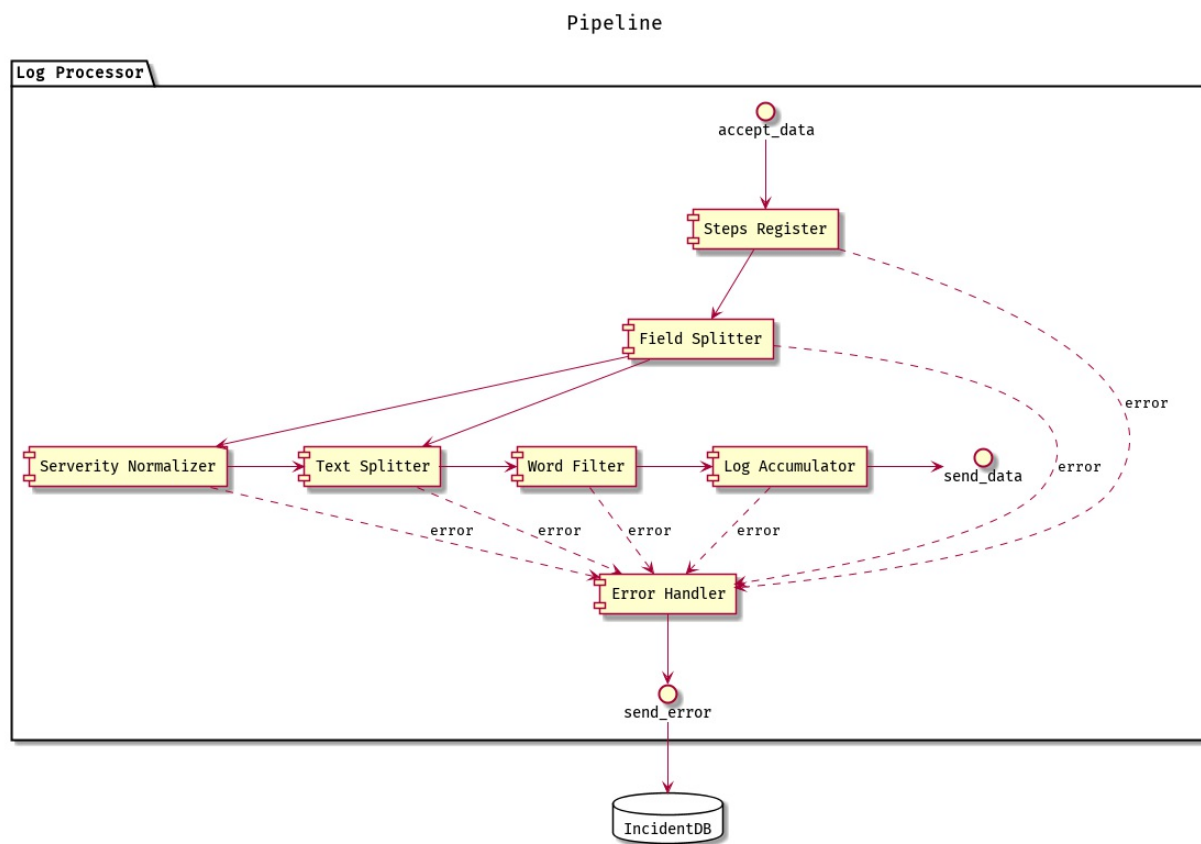 Pipeline
Log Processor
accept_data
Steps Register
Field Splitter
error
Serverity Normalizer
Text Splitter
Word Filter
Log Accumulator
send_data
error
error
error
error
error
Error Handler
send_error
IncidentDB